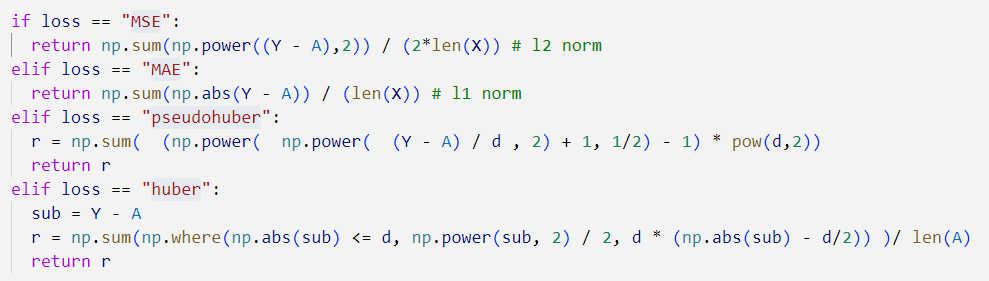 if loss == "MSE":
  return np.sum(np.power((Y - A),2)) / (2*len(X)) # l2 norm
elif loss == "MAE":
  return np.sum(np.abs(Y - A)) / (len(X)) # l1 norm
elif loss == "pseudohuber":
  r = np.sum(  (np.power(  np.power(  (Y - A) / d , 2) + 1, 1/2) - 1) * pow(d,2))
  return r
elif loss == "huber":
  sub = Y - A
  r = np.sum(np.where(np.abs(sub) <= d, np.power(sub, 2) / 2, d * (np.abs(sub) - d/2)) )/ len(A)
  return r